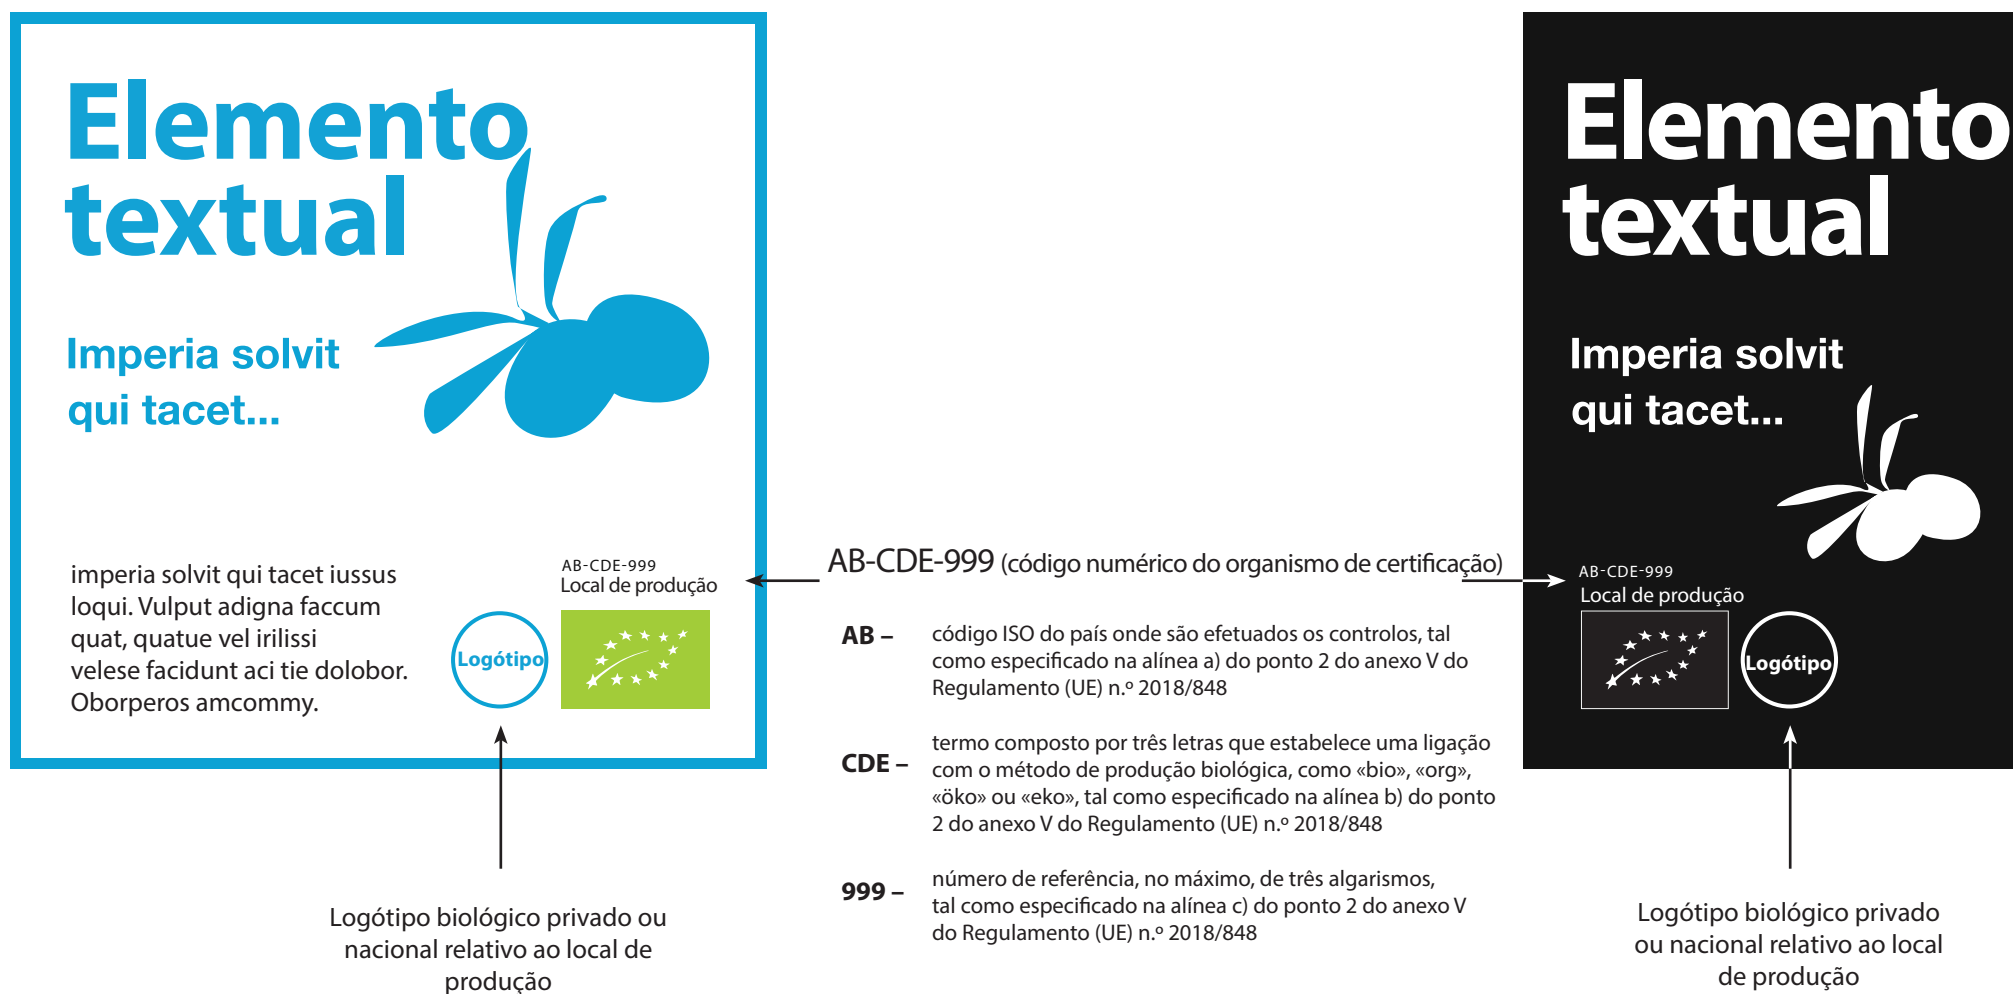 Elemento
textual
Imperia solvit
qui tacet...
imperia solvit qui tacet iussus
loqui. Vulput adigna faccum
quat, quatue vel irilissi
velese facidunt aci tie dolobor.
Oborperos amcommy.
Logótipo
AB-CDE-999
Local de produção
Logótipo biológico privado ou
nacional relativo ao local de
produção
AB-CDE-999 (código numérico do organismo de certificação)
AB – código ISO do país onde são efetuados os controlos, tal
como especificado na alínea a) do ponto 2 do anexo V do
Regulamento (UE) n.º 2018/848
CDE – termo composto por três letras que estabelece uma ligação
com o método de produção biológica, como «bio», «org»,
«öko» ou «eko», tal como especificado na alínea b) do ponto
2 do anexo V do Regulamento (UE) n.º 2018/848
999 – número de referência, no máximo, de três algarismos,
tal como especificado na alínea c) do ponto 2 do anexo V
do Regulamento (UE) n.º 2018/848
Elemento
textual
Imperia solvit
qui tacet...
AB-CDE-999
Local de produção
Logótipo
Logótipo biológico privado
ou nacional relativo ao local
de produção